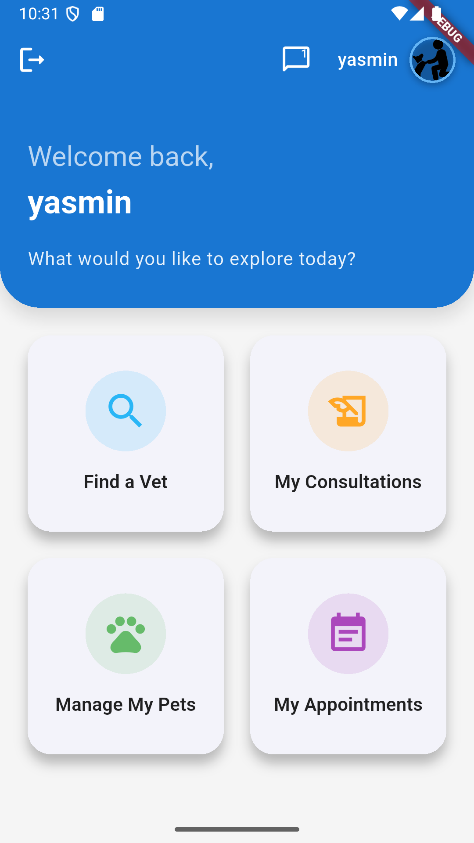 10:31
DEBUG
yasmin
Welcome back,
yasmin
What would you like to explore today?
Find a Vet
My Consultations
Manage My Pets
My Appointments